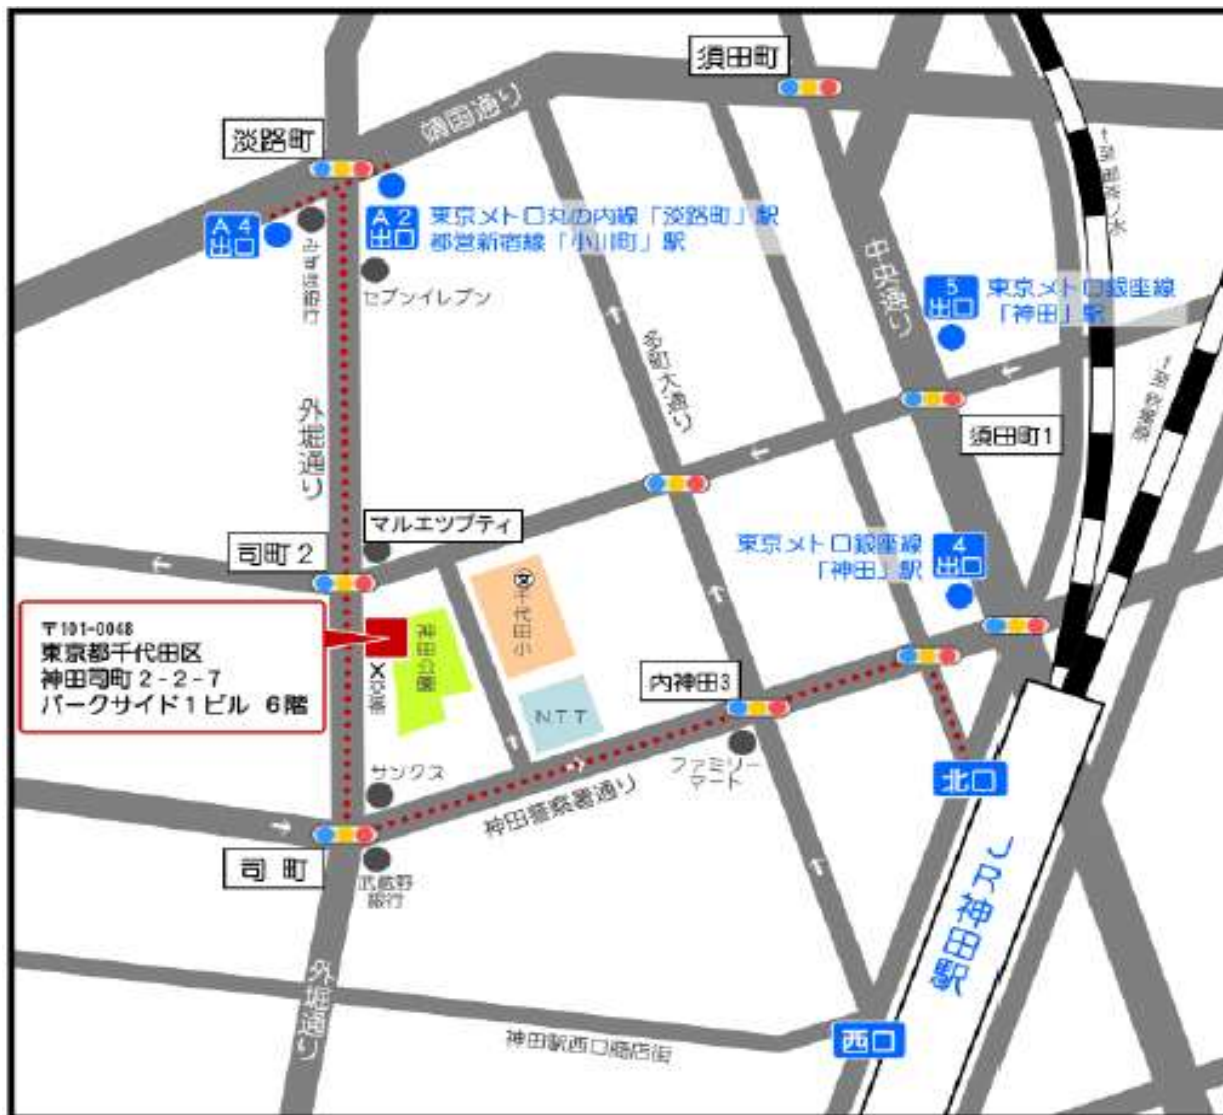 須田町
靖国通り
淡路町
A4
出口
A2
出口
東京メトロ丸の内線「淡路町」駅
都営新宿線「小川町」駅
みずほ銀行
セブンイレブン
中央通り
5
出口
東京メトロ銀座線
「神田」駅
多町大通り
外堀通り
須田町1
マルエツプティ
司町2
東京メトロ銀座線
「神田」駅
4
出口
〒101-0048
東京都千代田区
神田司町2-2-7
パークサイド1ビル 6階
神田公園
文
千代田小
交番
NTT
内神田3
サンクス
ファミリー
マート
神田警察署通り
北口
司町
武蔵野
銀行
JR神田駅
外堀通り
神田駅西口商店街
西口